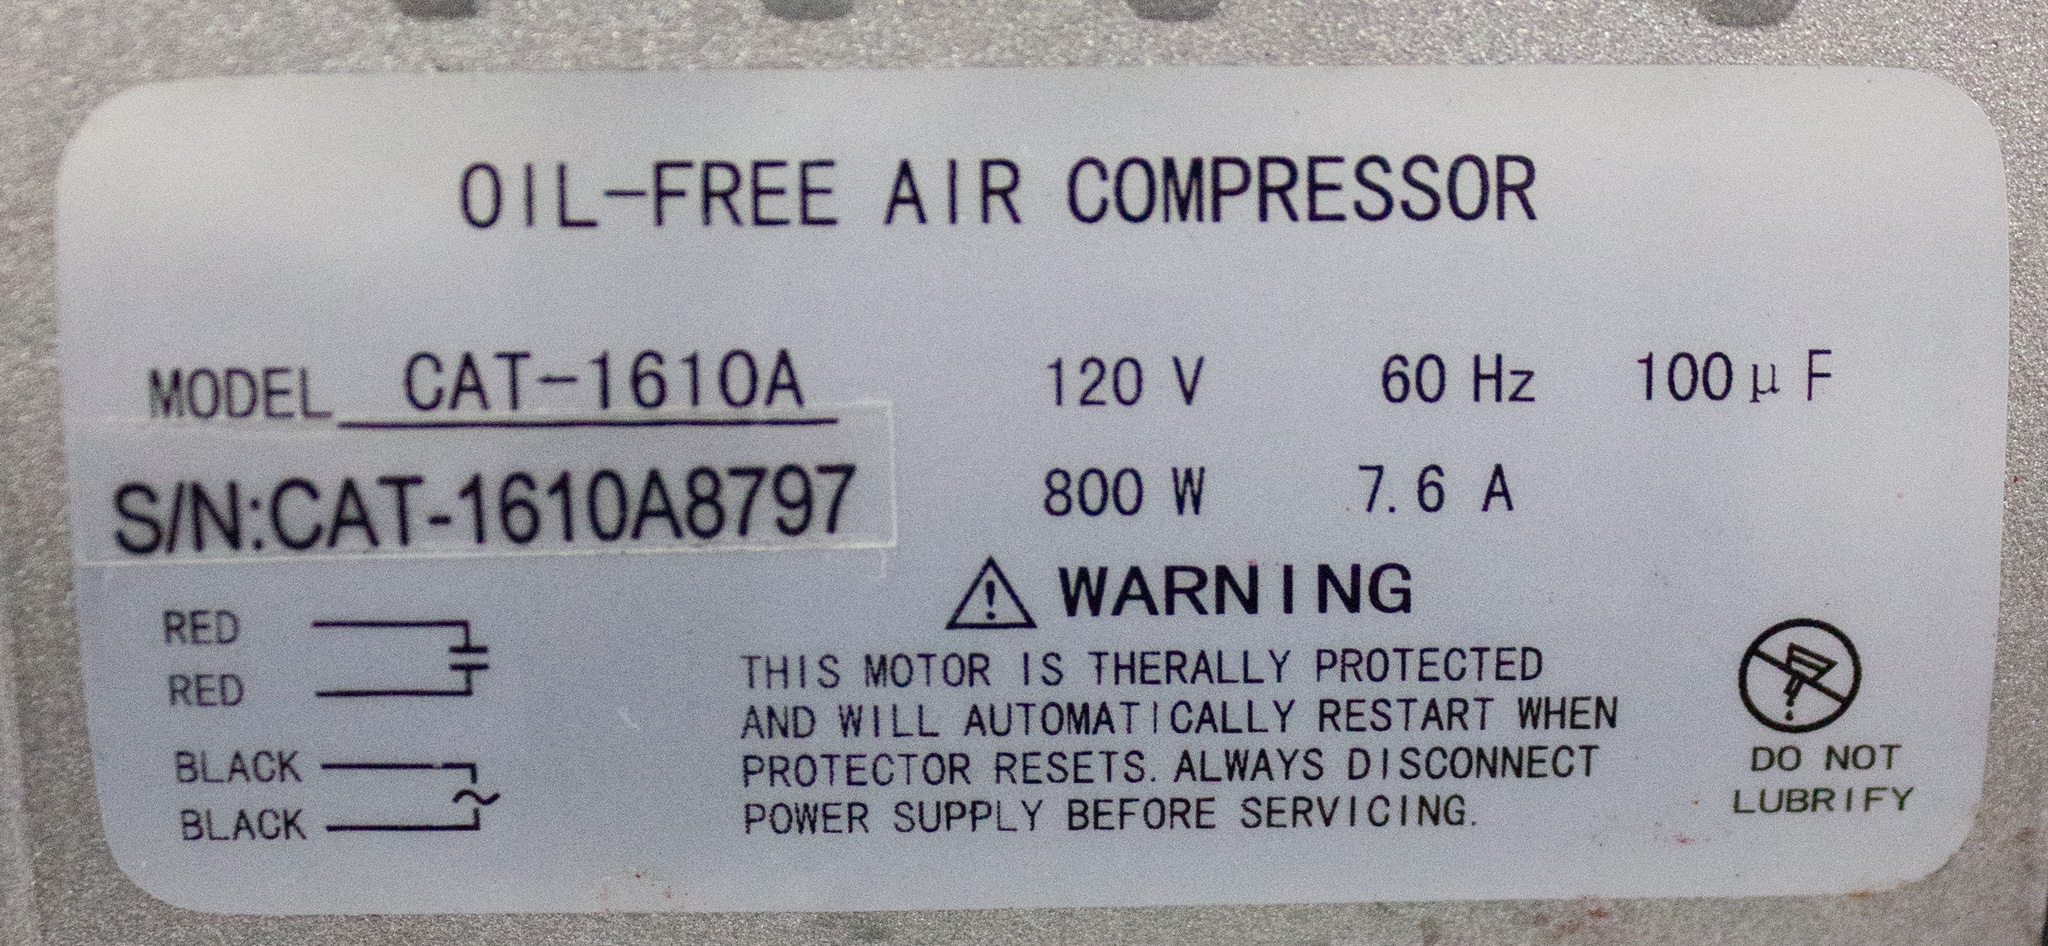 OIL-FREE AIR COMPRESSOR
MODEL CAT-1610A 120 V 60 Hz 100 μ F
S/N:CAT-1610A8797 800 W 7.6 A
WARNING
RED
RED
BLACK
BLACK
THIS MOTOR IS THERALLY PROTECTED
AND WILL AUTOMATICALLY RESTART WHEN
PROTECTOR RESETS. ALWAYS DISCONNECT
POWER SUPPLY BEFORE SERVICING.
DO NOT
LUBRIFY